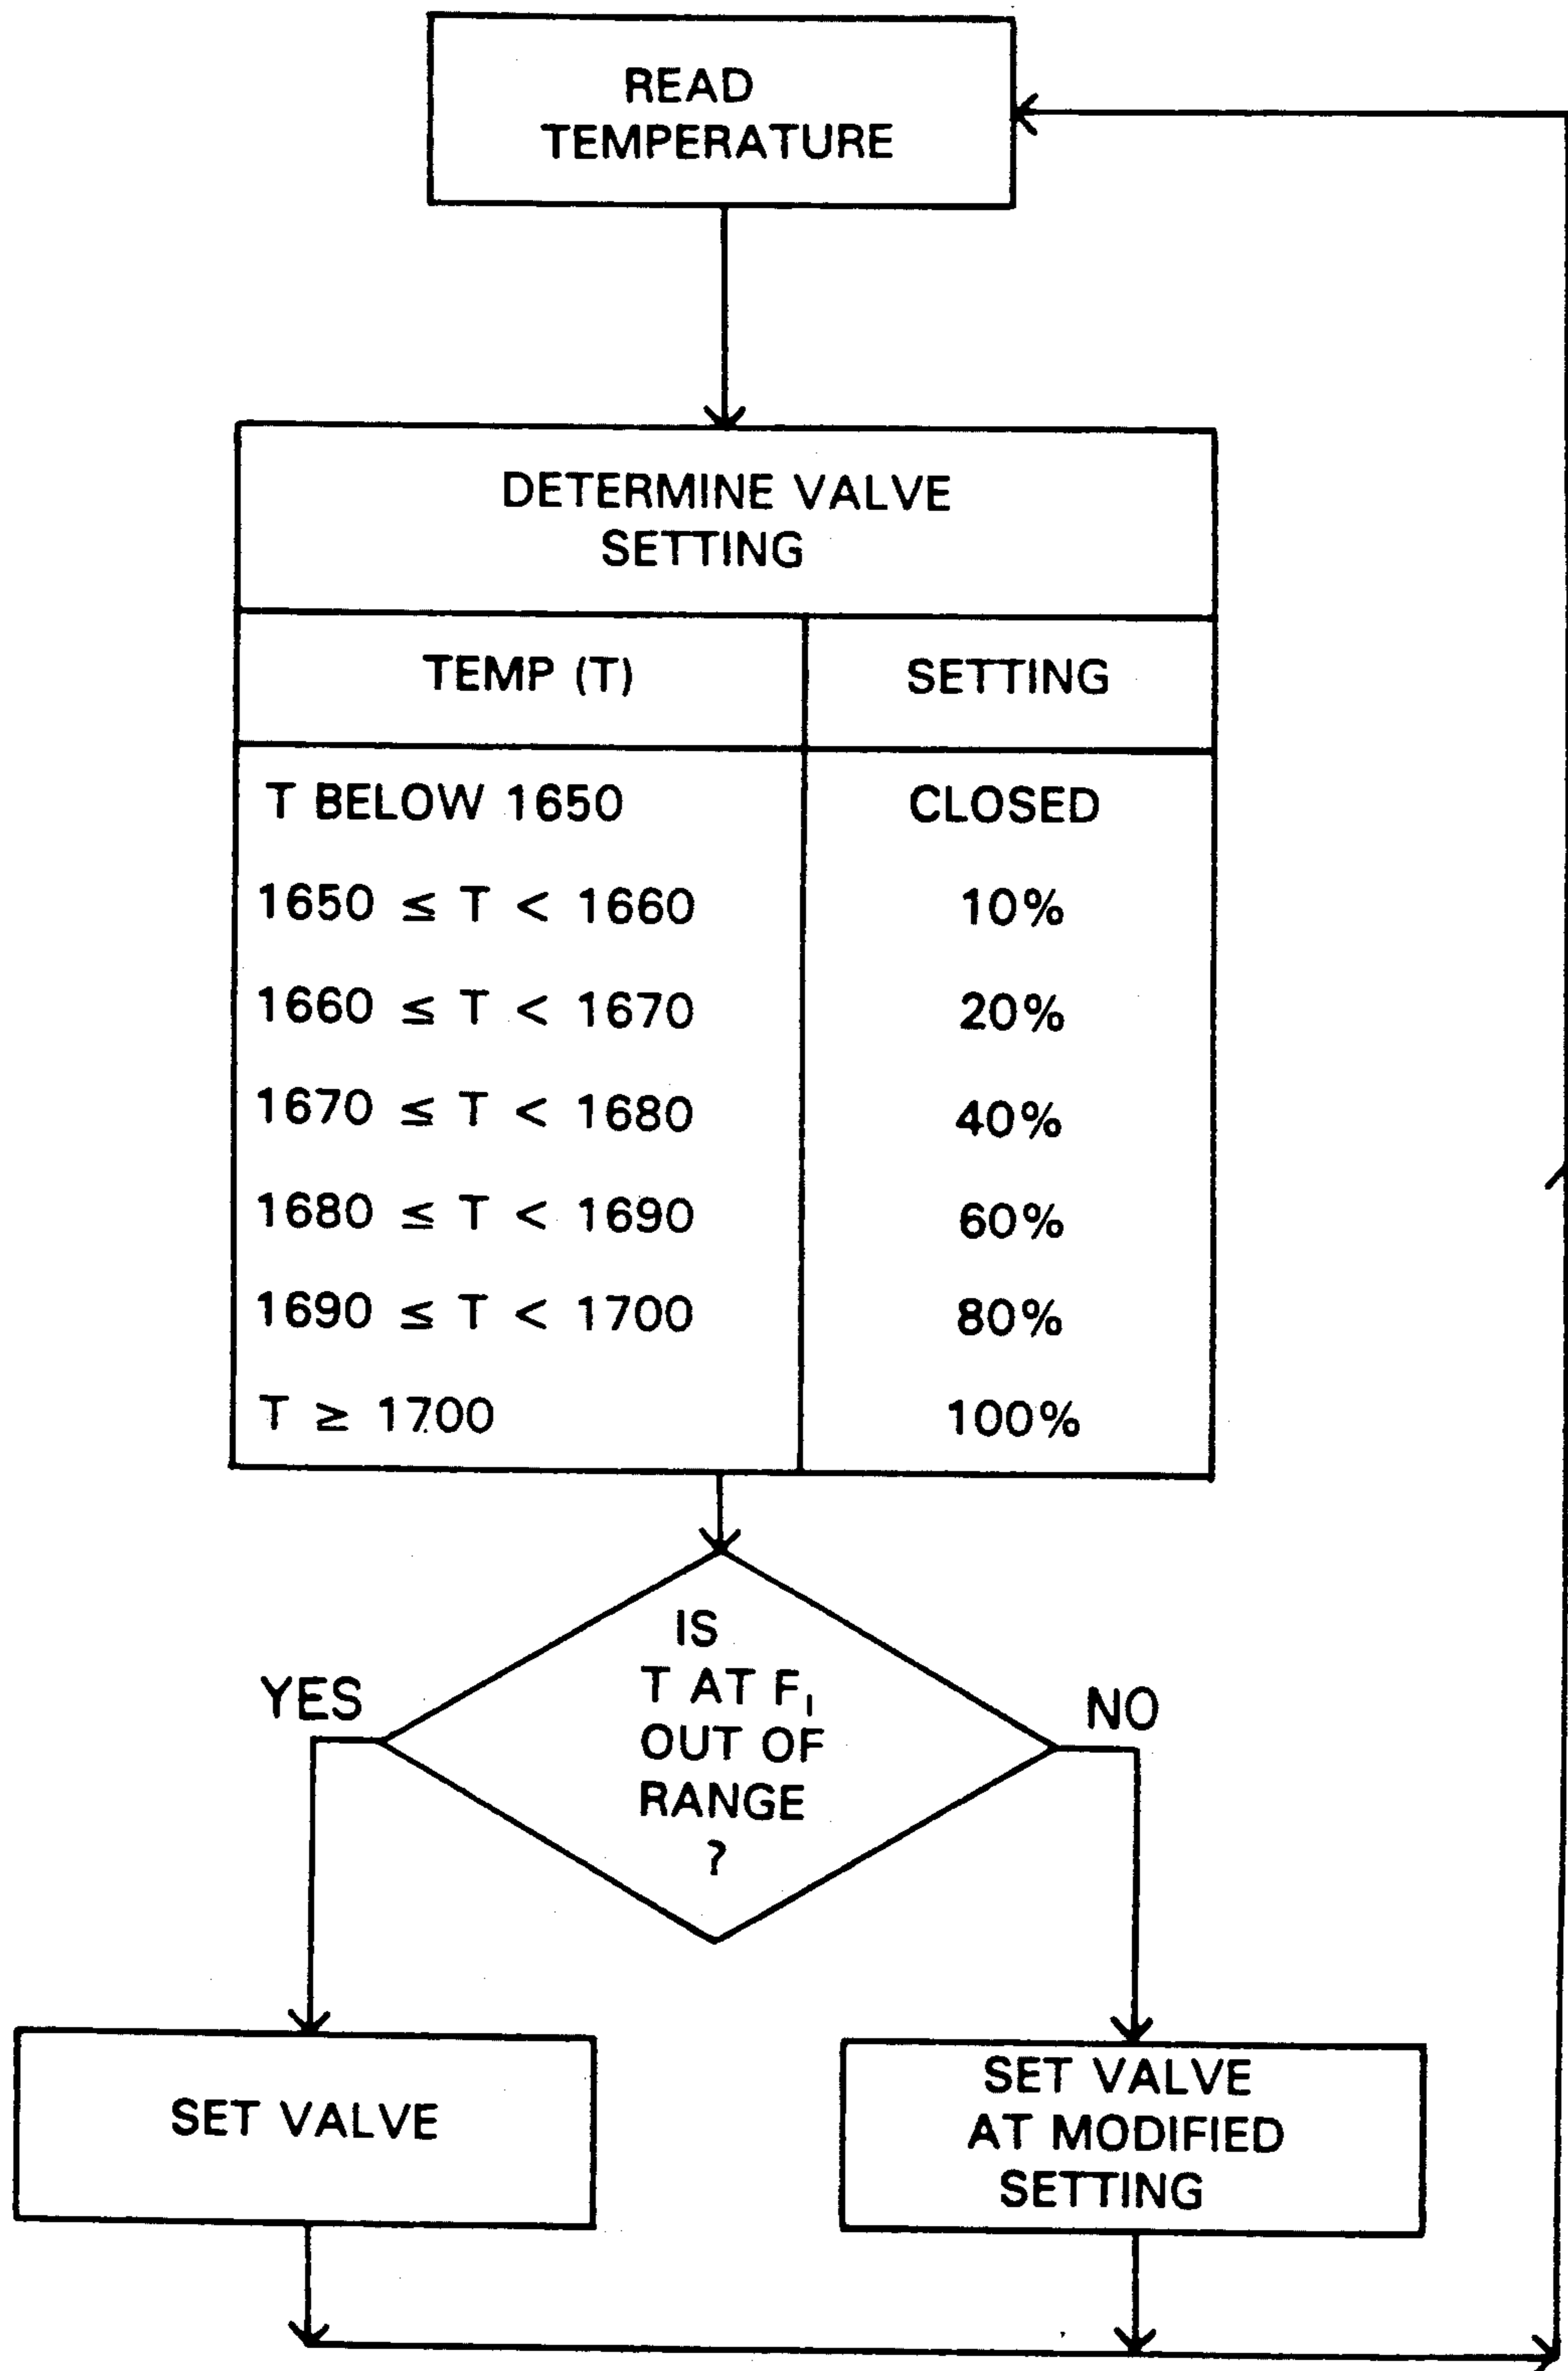 READ
TEMPERATURE
DETERMINE VALVE
SETTING
TEMP (T) SETTING
T BELOW 1650 CLOSED
1650 ≤ T < 1660 10%
1660 ≤ T < 1670 20%
1670 ≤ T < 1680 40%
1680 ≤ T < 1690 60%
1690 ≤ T < 1700 80%
T ≥ 1700 100%
IS
T AT F₁
OUT OF
RANGE
?
YES
NO
SET VALVE
SET VALVE
AT MODIFIED
SETTING